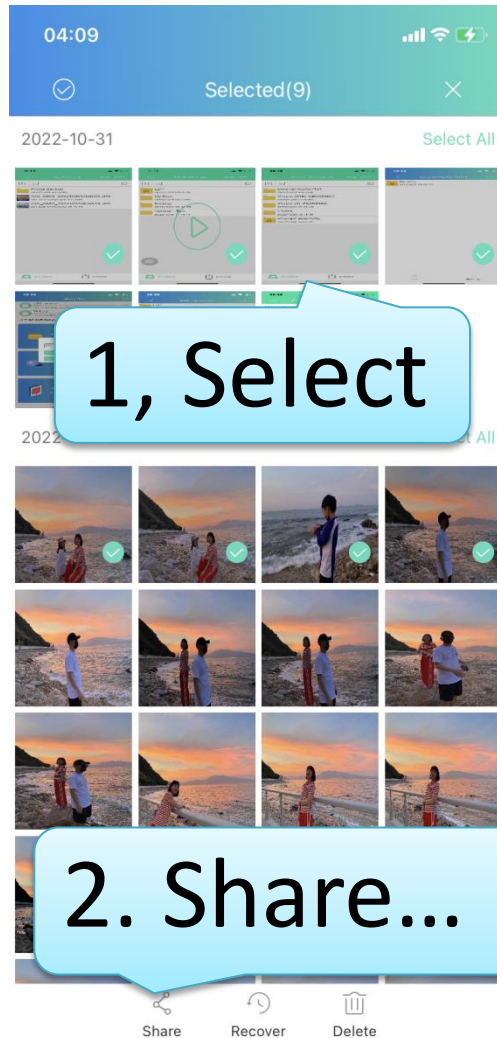 04:09
Selected(9)
2022-10-31
Select All
1, Select
2022
t All
2. Share...
Share
Recover
Delete